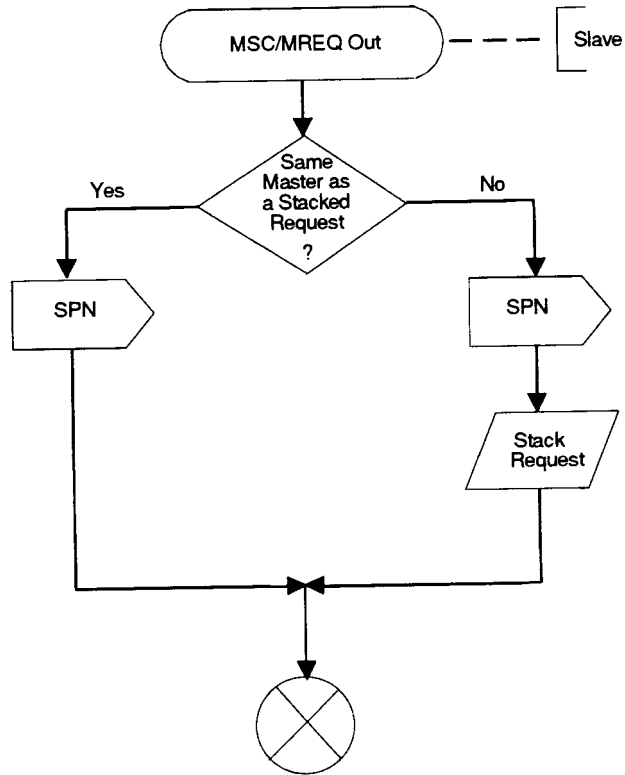 MSC/MREQ Out
Slave
Same
Master as
a Stacked
Request
?
Yes
No
SPN
SPN
Stack
Request